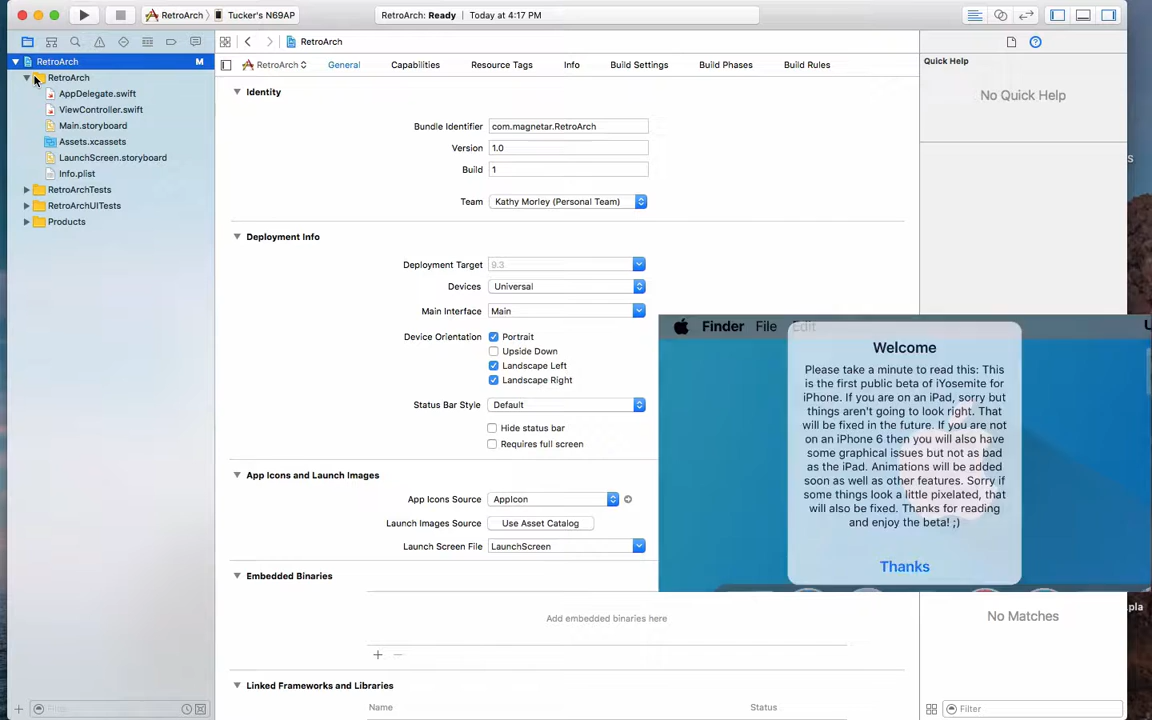 RetroArch
Tucker's N69AP
RetroArch: Ready
Today at 4:17 PM
RetroArch
M
RetroArch
AppDelegate.swift
ViewController.swift
Main.storyboard
Assets.xcassets
LaunchScreen.storyboard
Info.plist
RetroArchTests
RetroArchUITests
Products
Filter
RetroArch
RetroArch
General
Capabilities
Resource Tags
Info
Build Settings
Build Phases
Build Rules
Identity
Bundle Identifier
com.magnetar.RetroArch
Version
1.0
Build
1
Team
Kathy Morley (Personal Team)
Deployment Info
Deployment Target
9.3
Devices
Universal
Main Interface
Main
Device Orientation
Portrait
Upside Down
Landscape Left
Landscape Right
Status Bar Style
Default
Hide status bar
Requires full screen
App Icons and Launch Images
App Icons Source
AppIcon
Launch Images Source
Use Asset Catalog
Launch Screen File
LaunchScreen
Embedded Binaries
Add embedded binaries here
Linked Frameworks and Libraries
Name
Status
Quick Help
No Quick Help
Finder
File
Edit
Welcome
Please take a minute to read this: This
is the first public beta of iYosemite for
iPhone. If you are on an iPad, sorry but
things aren't going to look right. That
will be fixed in the future. If you are not
on an iPhone 6 then you will also have
some graphical issues but not as bad
as the iPad. Animations will be added
soon as well as other features. Sorry if
some things look a little pixelated, that
will also be fixed. Thanks for reading
and enjoy the beta! ;)
Thanks
No Matches
Filter
.pla